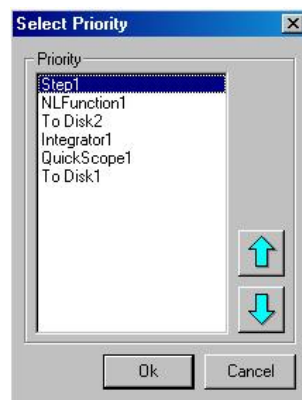 Select Priority
Priority
Step1
NLFunction1
To Disk2
Integrator1
QuickScope1
To Disk1
Ok
Cancel